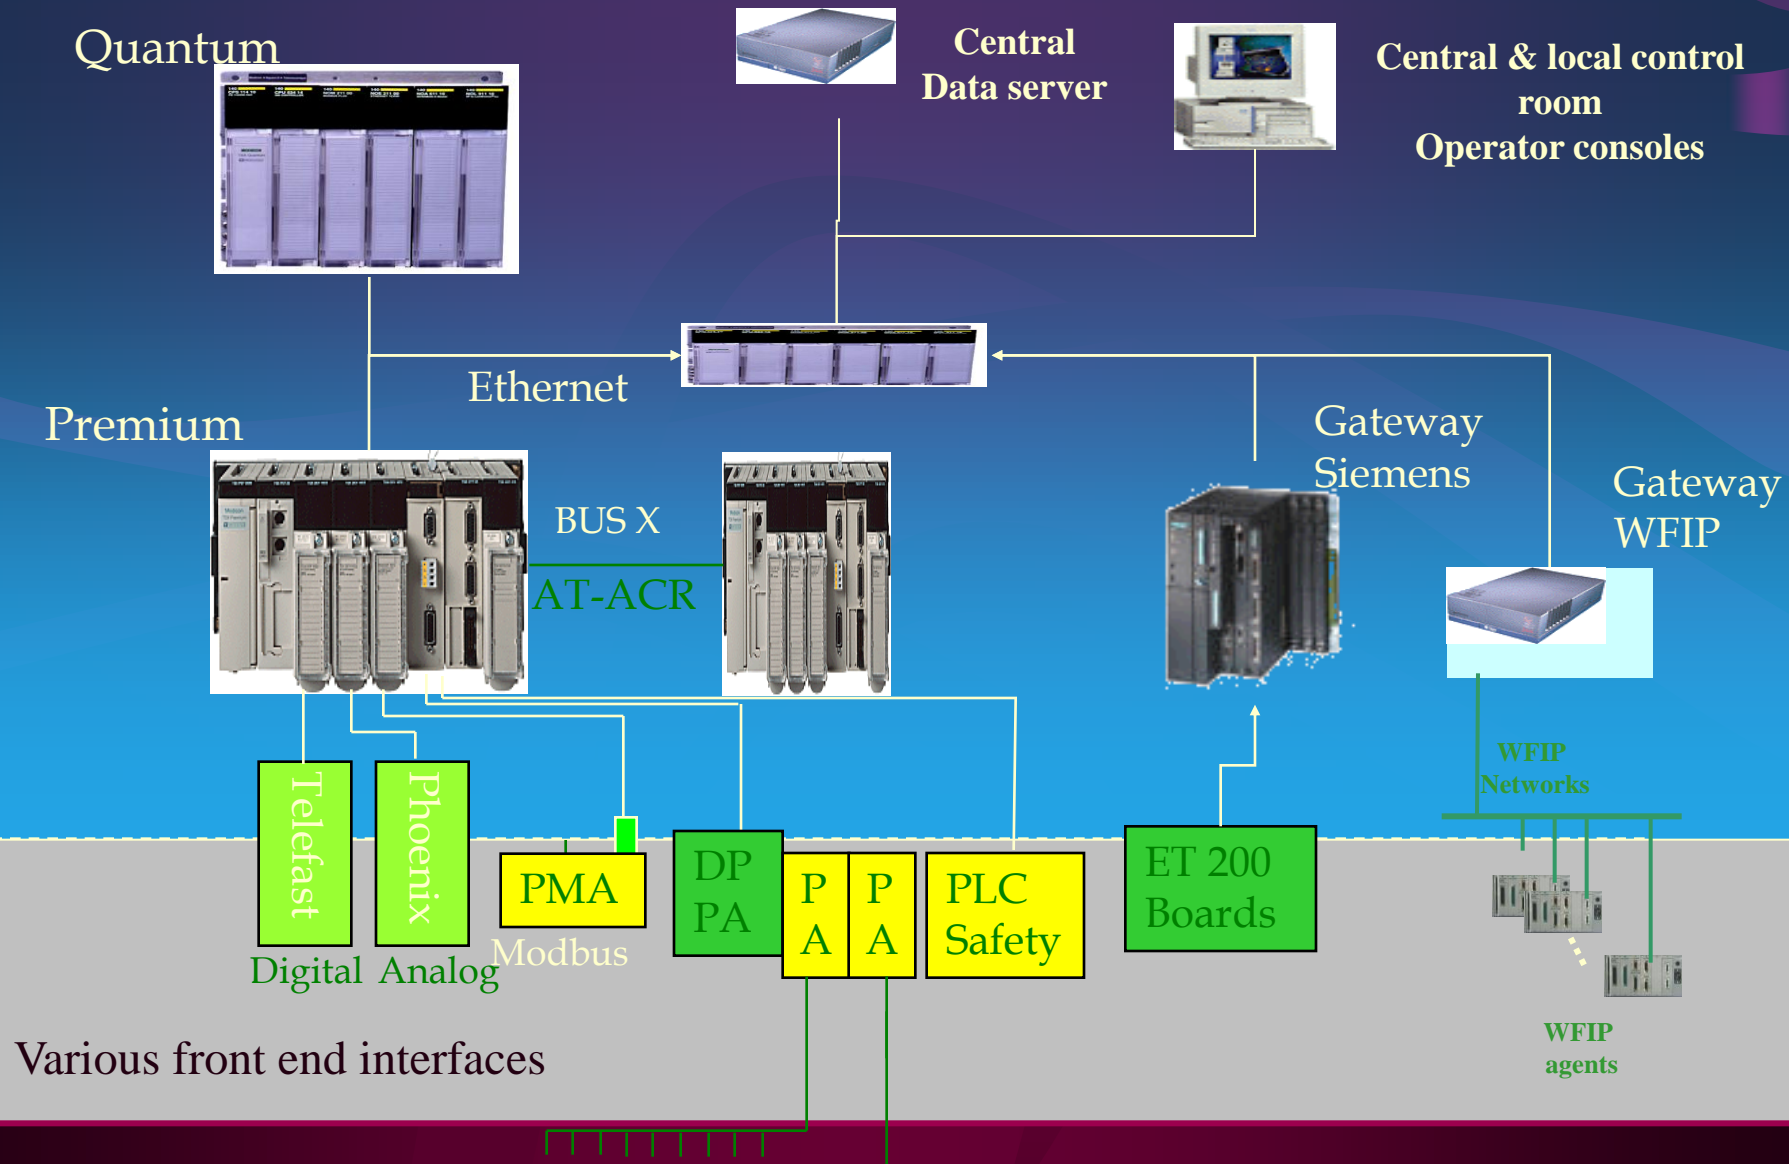 Quantum
Central
Data server
Central & local control
room
Operator consoles
Ethernet
Premium
Gateway
Siemens
Gateway
WFIP
BUS X
AT-ACR
WFIP
Networks
Telefast
Phoenix
PMA
DP
PA
P
A
P
A
PLC
Safety
ET 200
Boards
Digital
Analog
Modbus
WFIP
agents
Various front end interfaces